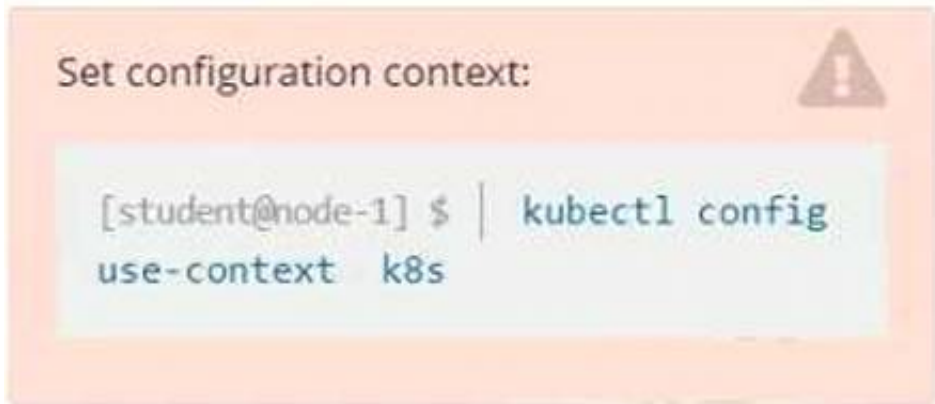 Set configuration context:
[student@node-1] $ | kubectl config
use-context k8s